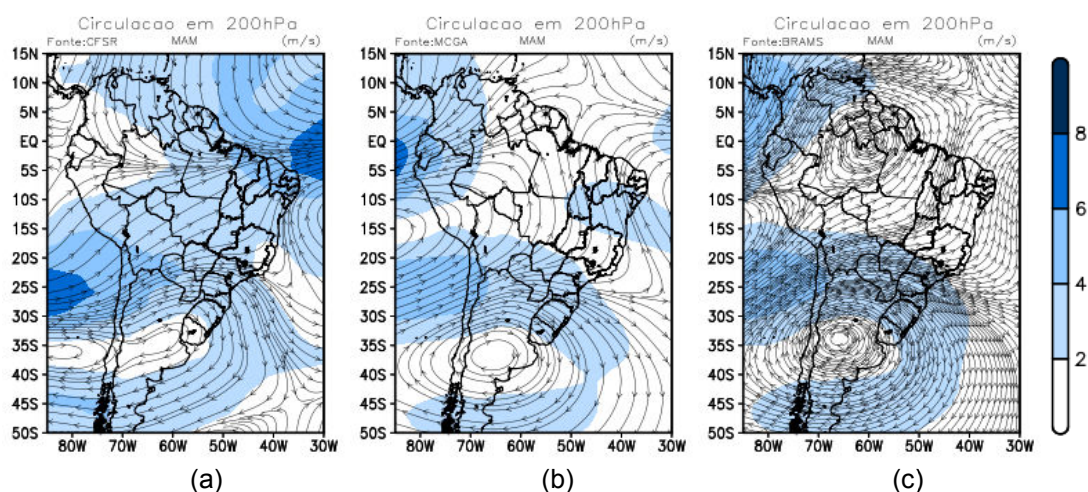 Circulacao em 200hPa
Fonte:CFSR MAM (m/s)
15N
10N
5N
EQ
5S
10S
15S
20S
25S
30S
35S
40S
45S
50S
80W 70W 60W 50W 40W 30W
(a)
Circulacao em 200hPa
Fonte:MCGA MAM (m/s)
15N
10N
5N
EQ
5S
10S
15S
20S
25S
30S
35S
40S
45S
50S
80W 70W 60W 50W 40W 30W
(b)
Circulacao em 200hPa
Fonte:BRAMS MAM (m/s)
15N
10N
5N
EQ
5S
10S
15S
20S
25S
30S
35S
40S
45S
50S
80W 70W 60W 50W 40W 30W
(c)
8
6
4
2